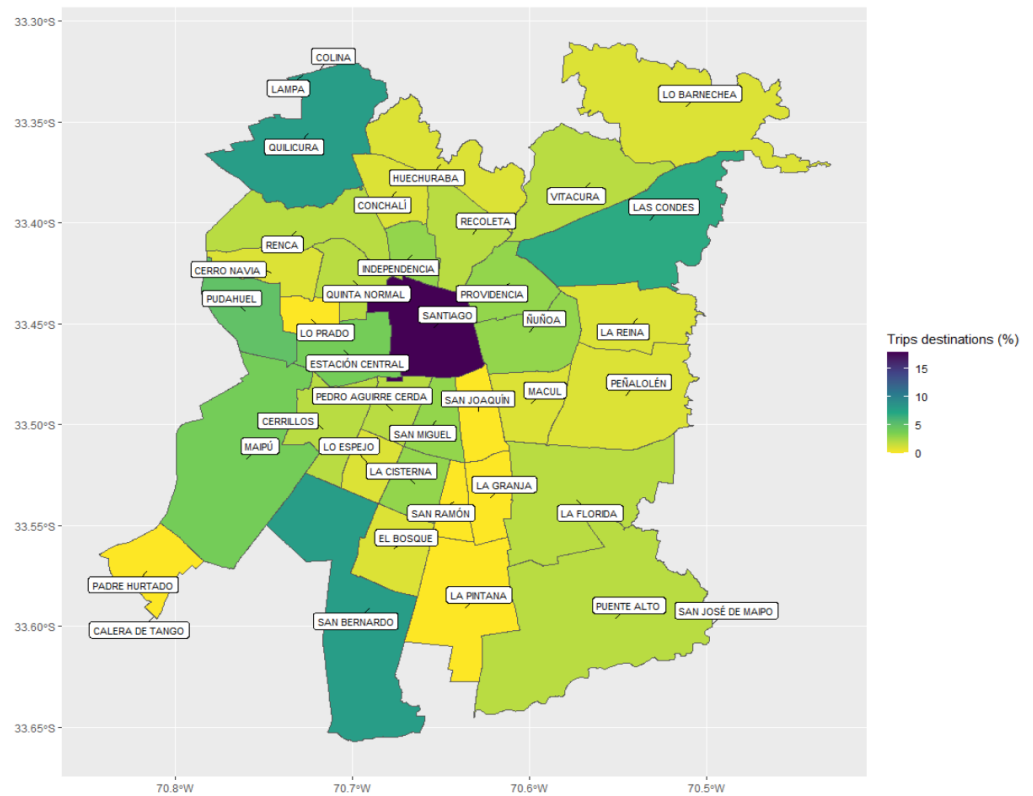 33.30°S
COLINA
LAMPA
LO BARNECHEA
33.35°S
QUILICURA
HUECHURABA
VITACURA
CONCHALÍ
LAS CONDES
33.40°S
RECOLETA
RENCA
CERRO NAVIA
INDEPENDENCIA
QUINTA NORMAL
PROVIDENCIA
PUDAHUEL
SANTIAGO
ÑUÑOA
33.45°S
LO PRADO
LA REINA
Trips destinations (%)
ESTACIÓN CENTRAL
15
PEÑALOLÉN
MACUL
10
PEDRO AGUIRRE CERDA
SAN JOAQUÍN
CERRILLOS
33.50°S
5
SAN MIGUEL
MAIPÚ
LO ESPEJO
0
LA CISTERNA
LA GRANJA
SAN RAMÓN
LA FLORIDA
33.55°S
EL BOSQUE
PADRE HURTADO
LA PINTANA
33.60°S
PUENTE ALTO
SAN JOSÉ DE MAIPO
SAN BERNARDO
CALERA DE TANGO
33.65°S
70.8°W
70.7°W
70.6°W
70.5°W